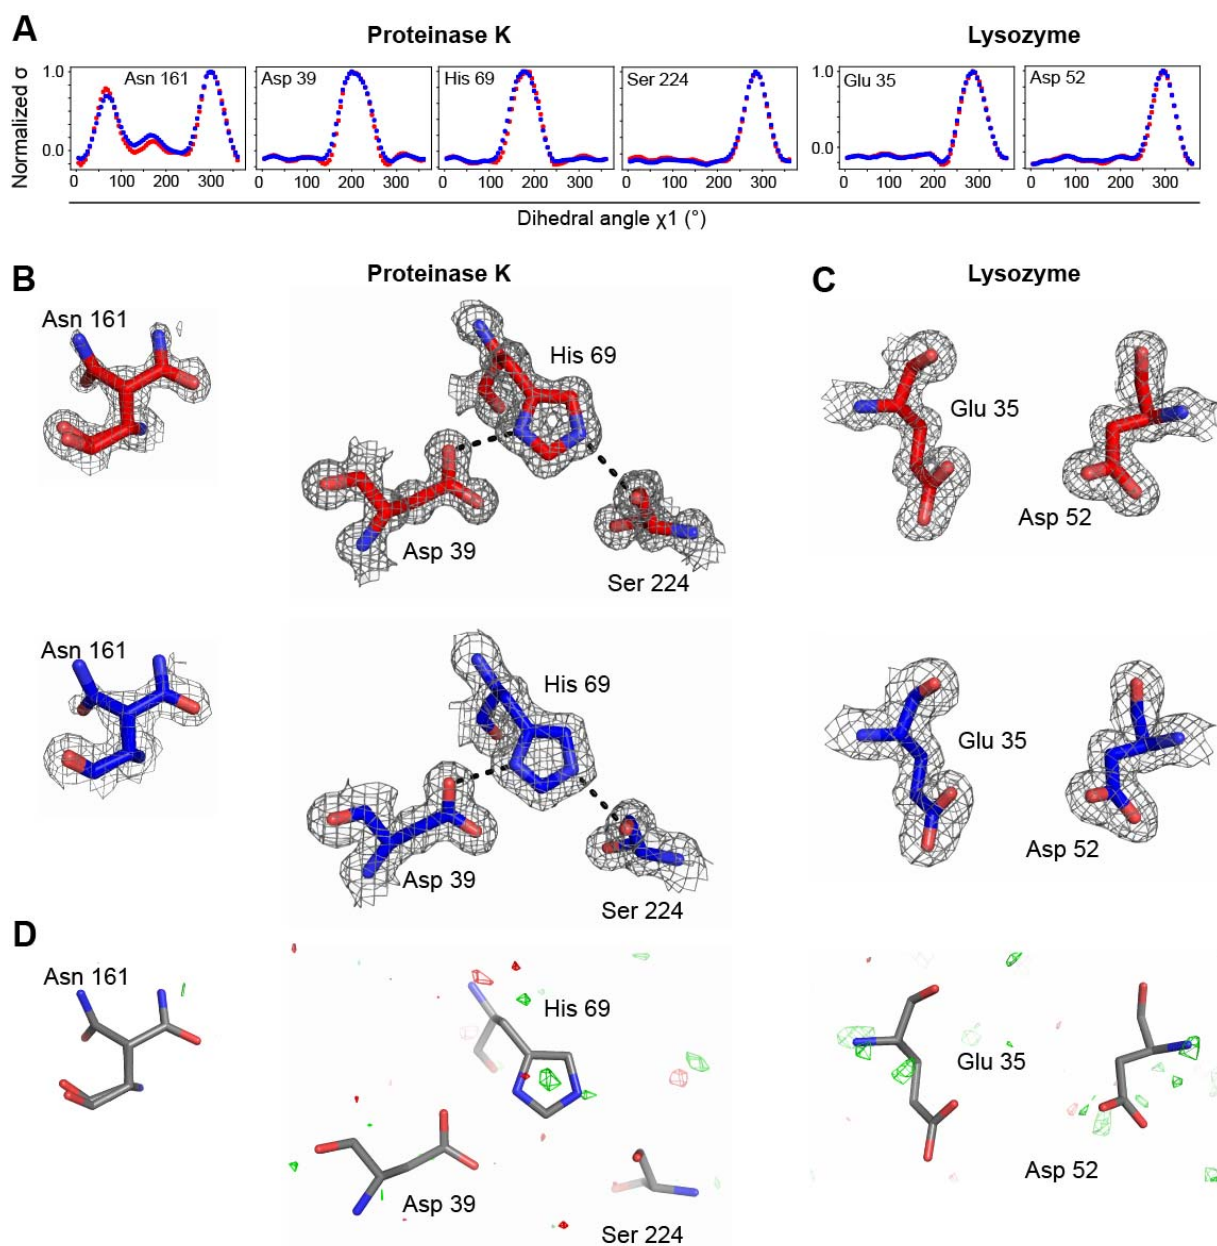 A
Proteinase K
Lysozyme
Normalized σ
1.0
0.0
Asn 161
Asp 39
His 69
Ser 224
1.0
0.0
Glu 35
Asp 52
0 100 300
0 100 200 300
0 100 200 300
0 100 200 300
0 100 200 300
0 100 300
Dihedral angle χ1 (°)
B
Proteinase K
C
Lysozyme
Asn 161
His 69
Asp 39
Ser 224
Glu 35
Asp 52
Asn 161
His 69
Asp 39
Ser 224
Glu 35
Asp 52
D
Asn 161
His 69
Asp 39
Ser 224
Glu 35
Asp 52